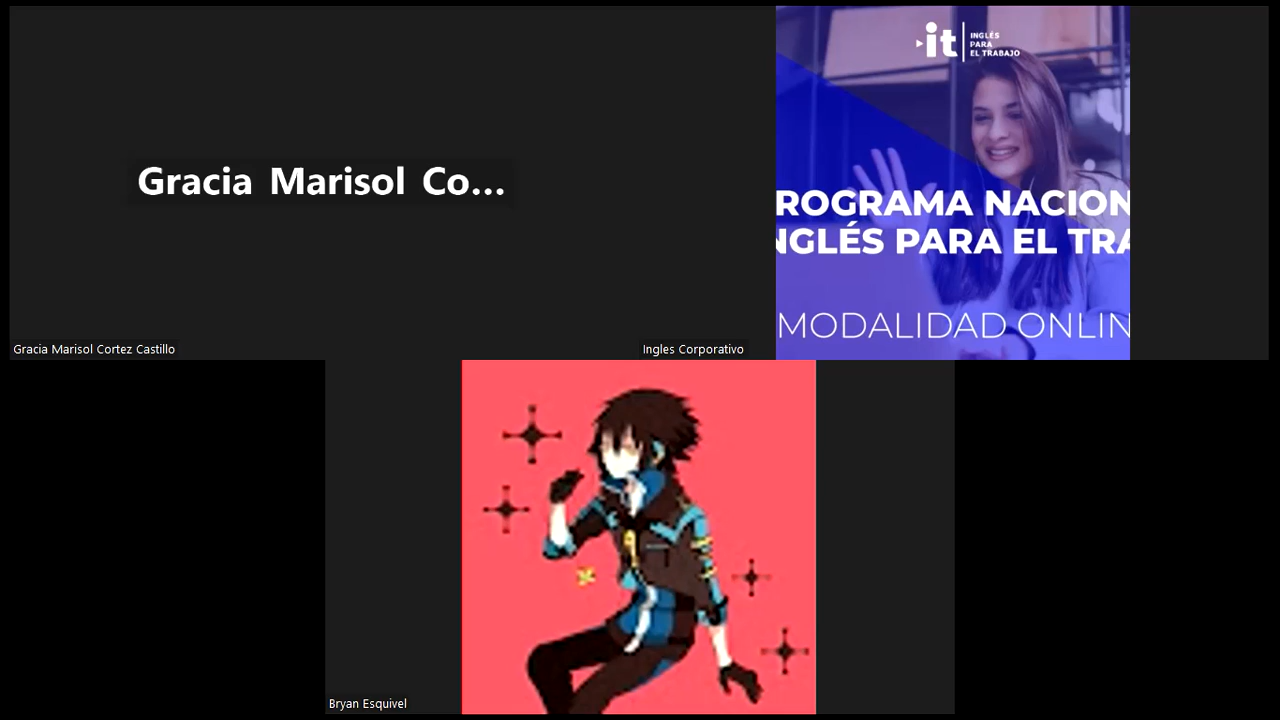 Gracia Marisol Co...
Gracia Marisol Cortez Castillo
it
INGLÉS
PARA
EL TRABAJO
ROGRAMA NACION
NGLÉS PARA EL TRA
MODALIDAD ONLIN
Ingles Corporativo
Bryan Esquivel